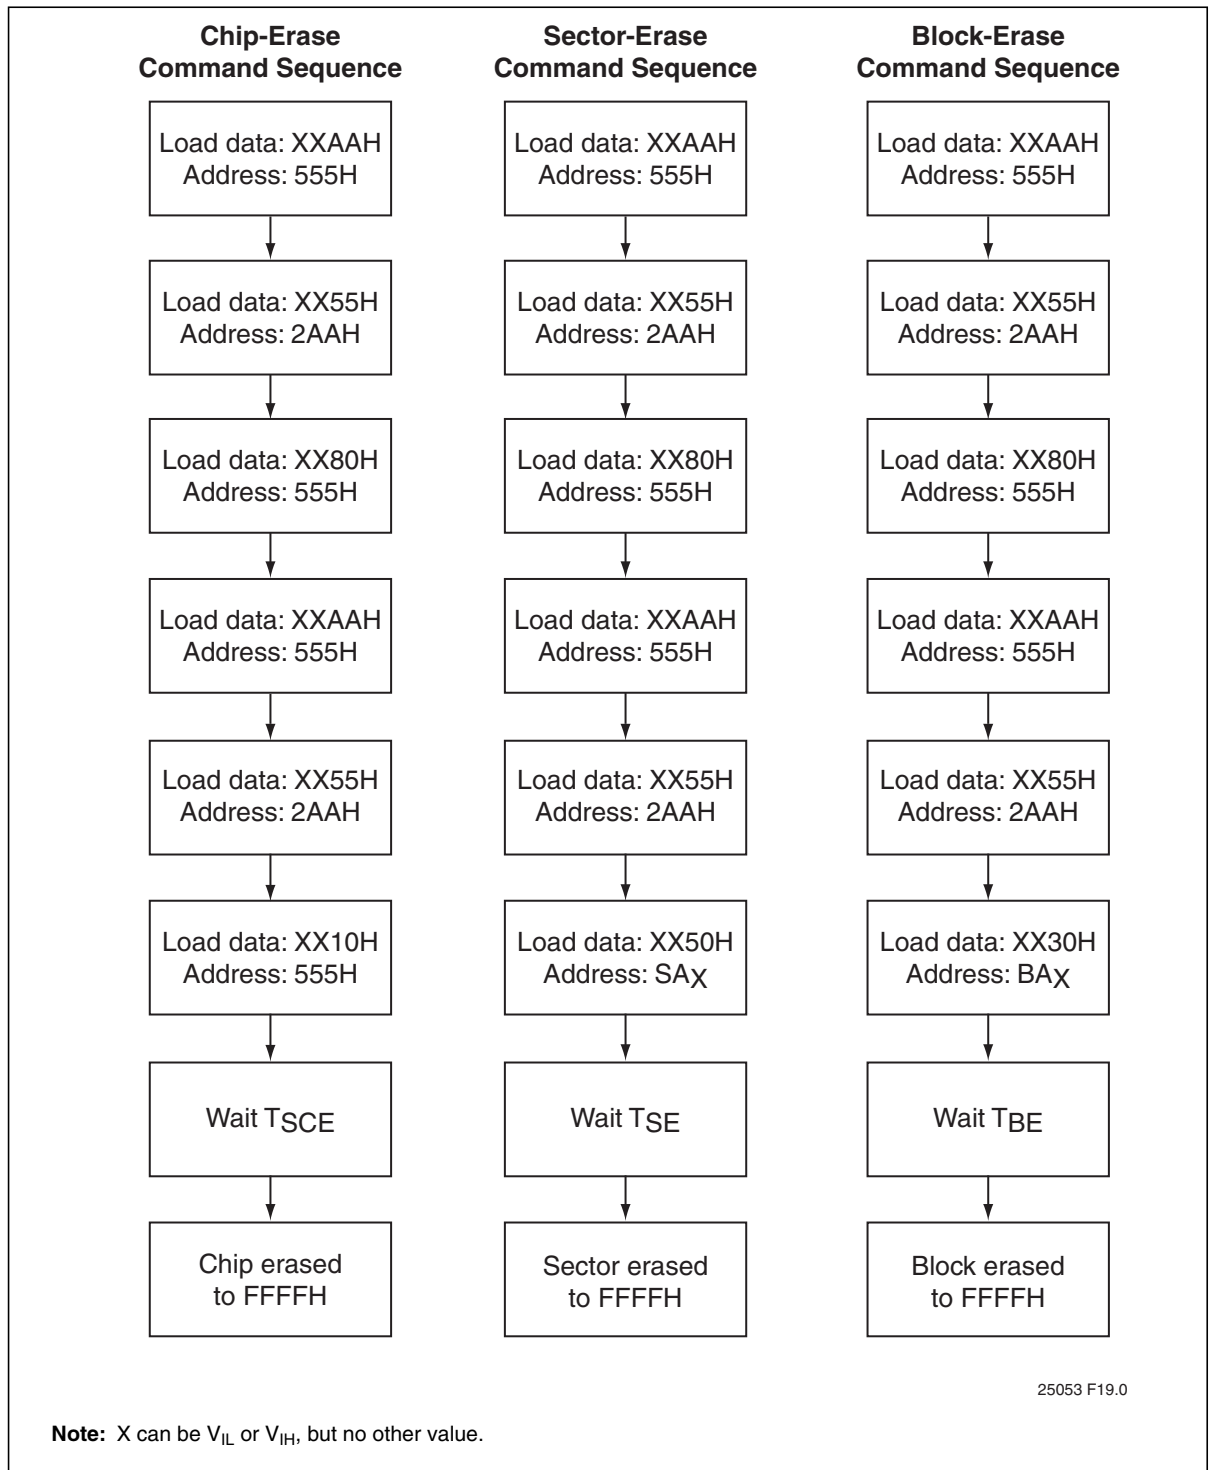 Chip-Erase
Command Sequence
Load data: XXAAH
Address: 555H
Load data: XX55H
Address: 2AAH
Load data: XX80H
Address: 555H
Load data: XXAAH
Address: 555H
Load data: XX55H
Address: 2AAH
Load data: XX10H
Address: 555H
Wait TSCE
Chip erased
to FFFFH
Sector-Erase
Command Sequence
Load data: XXAAH
Address: 555H
Load data: XX55H
Address: 2AAH
Load data: XX80H
Address: 555H
Load data: XXAAH
Address: 555H
Load data: XX55H
Address: 2AAH
Load data: XX50H
Address: SAX
Wait TSE
Sector erased
to FFFFH
Block-Erase
Command Sequence
Load data: XXAAH
Address: 555H
Load data: XX55H
Address: 2AAH
Load data: XX80H
Address: 555H
Load data: XXAAH
Address: 555H
Load data: XX55H
Address: 2AAH
Load data: XX30H
Address: BAX
Wait TBE
Block erased
to FFFFH
25053 F19.0
Note: X can be VIL or VIH, but no other value.